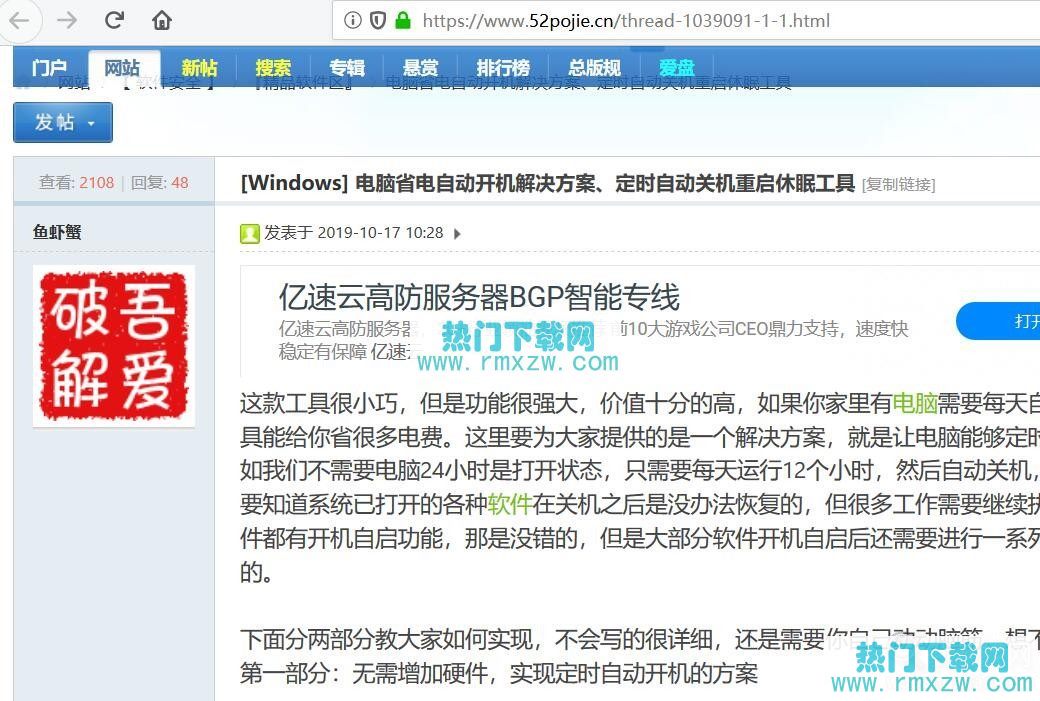 https://www.52pojie.cn/thread-1039091-1-1.html
门户 网站 新帖 搜索 专辑 悬赏 排行榜 总版规 爱盘
网站 【软件安全】 『精品软件区』 电脑省电自动开机解决方案、定时自动关机重启休眠工具
发帖
查看: 2108 | 回复: 48
[Windows] 电脑省电自动开机解决方案、定时自动关机重启休眠工具 [复制链接]
鱼虾蟹
发表于 2019-10-17 10:28
破吾
解爱
亿速云高防服务器BGP智能专线
亿速云高防服务器 前10大游戏公司CEO鼎力支持，速度快
打开
稳定有保障 亿速云
热门下载网
www.rmxzw.com
这款工具很小巧，但是功能很强大，价值十分的高，如果你家里有电脑需要每天自
具能给你省很多电费。这里要为大家提供的是一个解决方案，就是让电脑能够定时
如我们不需要电脑24小时是打开状态，只需要每天运行12个小时，然后自动关机，
要知道系统已打开的各种软件在关机之后是没办法恢复的，但很多工作需要继续执
件都有开机自启功能，那是没错的，但是大部分软件开机自启后还需要进行一系列
的。
下面分两部分教大家如何实现，不会写的很详细，还是需要你自己动动脑筋，想不
第一部分：无需增加硬件，实现定时自动开机的方案
热门下载网
www.rmxzw.com